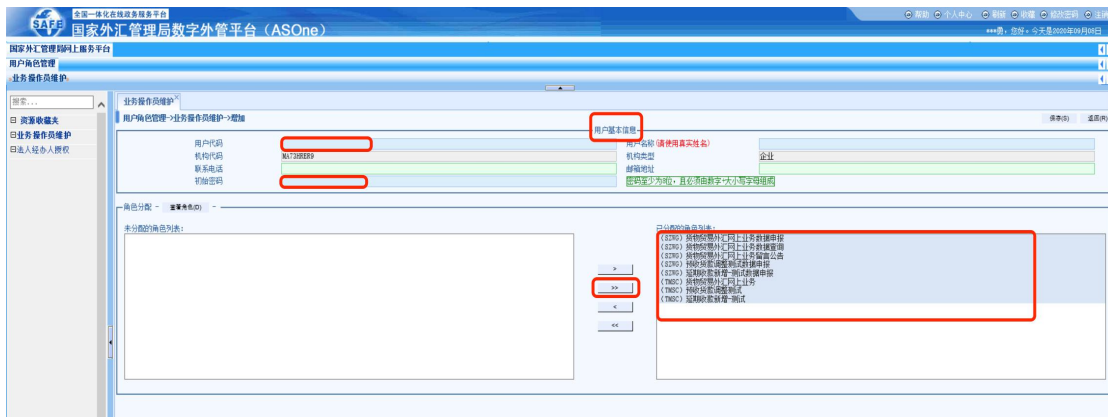 全国一体化在线政务服务平台
SAFE 国家外汇管理局数字外管平台（ASOne）
帮助 个人中心 刷新 收藏 修改密码 注销
***勇，您好，今天是2020年09月08日
国家外汇管理局网上服务平台
用户角色管理
业务操作员维护
搜索...
资源收藏夹
业务操作员维护
法人经办人授权
业务操作员维护
用户角色管理->业务操作员维护->增加
保存(S) 返回(R)
用户基本信息
用户代码
用户名称(请使用真实姓名)
机构代码
机构类型 企业
联系电话
邮箱地址
初始密码
密码至少为8位，且必须由数字+大小写字母组成
角色分配 - 查看角色(D) -
未分配的角色列表：
已分配的角色列表：
(SZWG) 货物贸易外汇网上业务数据申报
(SZWG) 货物贸易外汇网上业务数据查询
(SZWG) 货物贸易外汇网上业务留言公告
(SZWG) 预收货款调整测试数据申报
(SZWG) 延期收款新增-测试数据申报
(TMSC) 货物贸易外汇网上业务
(TMSC) 预收货款调整测试
(TMSC) 延期收款新增-测试
>
>>
<
<<